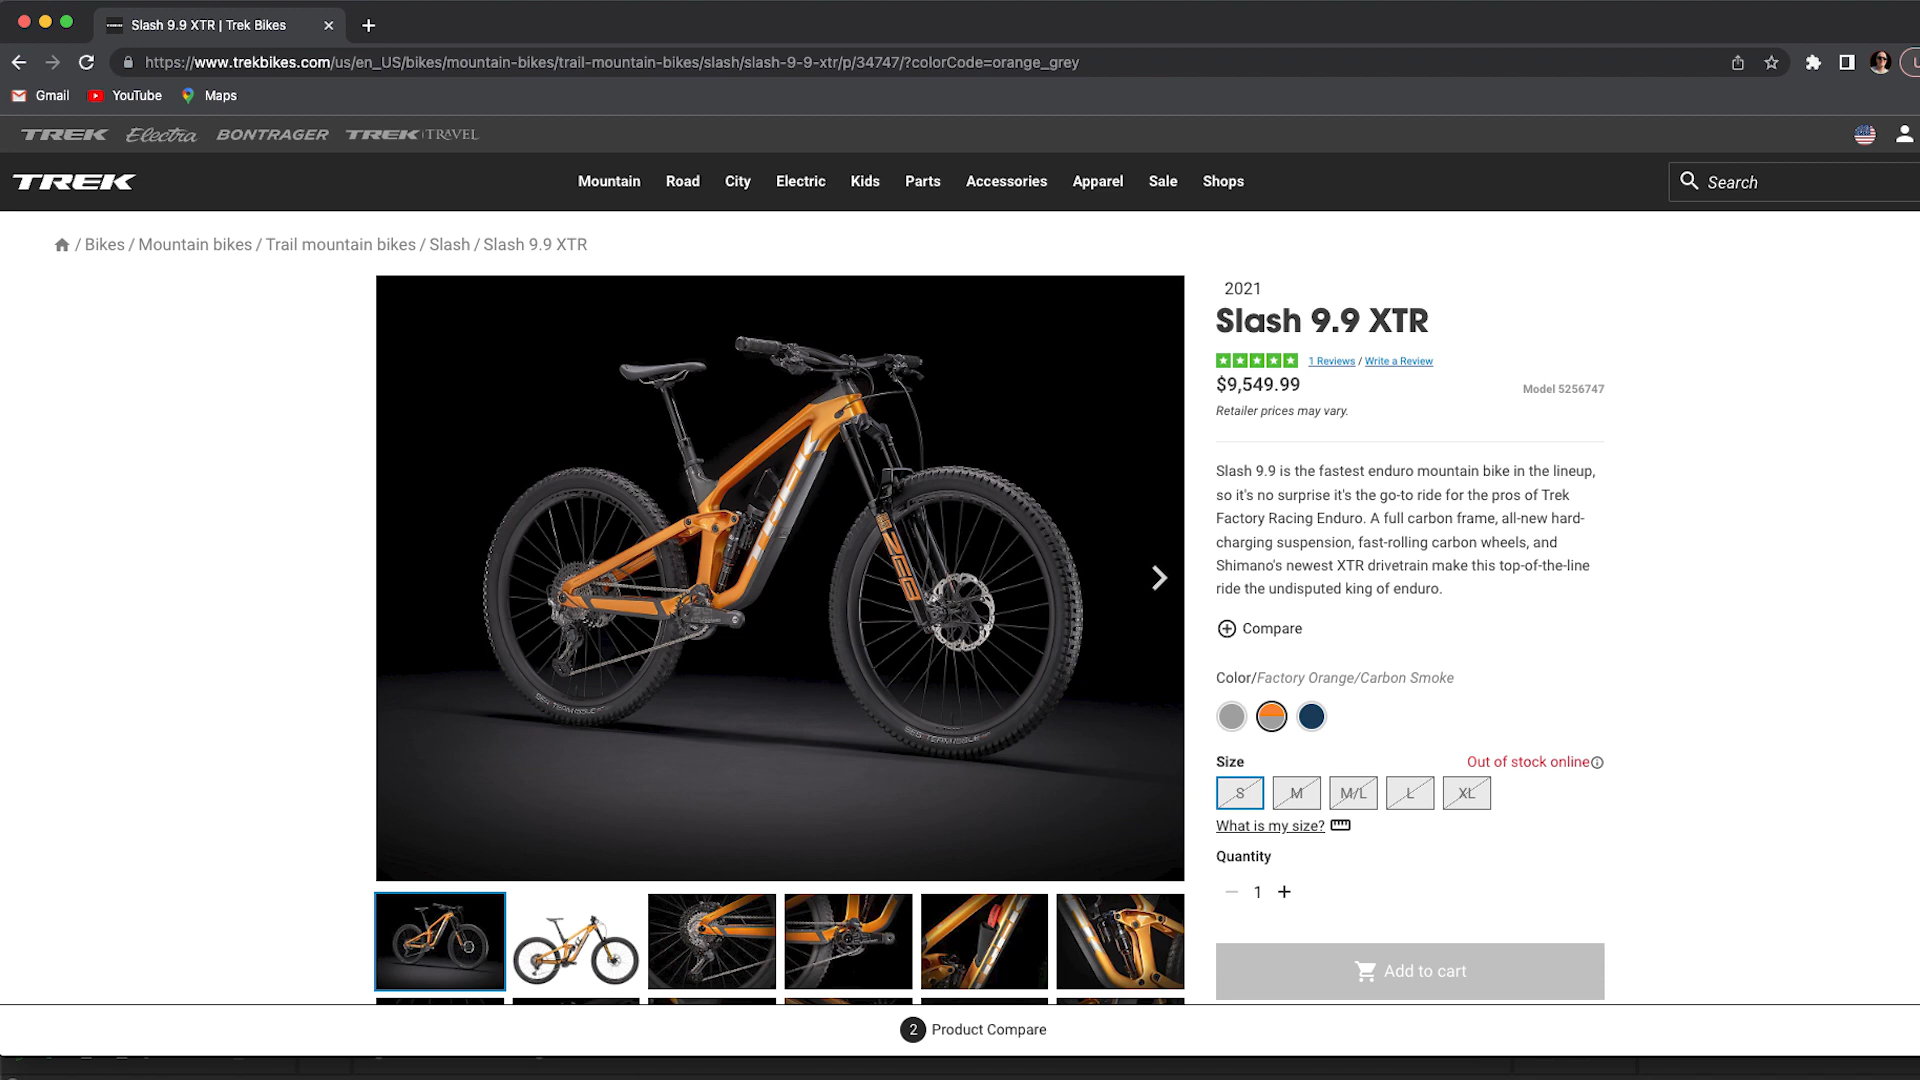 Slash 9.9 XTR | Trek Bikes
https://www.trekbikes.com/us/en_US/bikes/mountain-bikes/trail-mountain-bikes/slash/slash-9-9-xtr/p/34747/?colorCode=orange_grey
Gmail YouTube Maps
TREK Electra BONTRAGER TREK | TRAVEL
TREK Mountain Road City Electric Kids Parts Accessories Apparel Sale Shops Search
/ Bikes / Mountain bikes / Trail mountain bikes / Slash / Slash 9.9 XTR
2021
Slash 9.9 XTR
1 Reviews / Write a Review
$9,549.99
Model 5256747
Retailer prices may vary.
Slash 9.9 is the fastest enduro mountain bike in the lineup,
so it's no surprise it's the go-to ride for the pros of Trek
Factory Racing Enduro. A full carbon frame, all-new hard-
charging suspension, fast-rolling carbon wheels, and
Shimano's newest XTR drivetrain make this top-of-the-line
ride the undisputed king of enduro.
Compare
Color/Factory Orange/Carbon Smoke
Size Out of stock online
S M M/L L XL
What is my size?
Quantity
1
Add to cart
TREK
ZEB
SE6 TEAM ISSUE
2 Product Compare